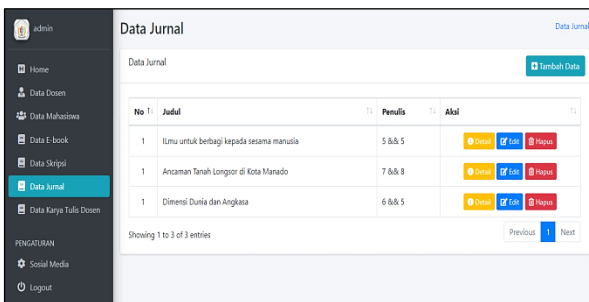 admin
Data Jurnal
Data Jurnal
Home
Data Dosen
Data Mahasiswa
Data E-book
Data Skripsi
Data Jurnal
Data Karya Tulis Dosen
PENGATURAN
Sosial Media
Logout
Data Jurnal
Tambah Data
No Judul Penulis Aksi
1 ILmu untuk berbagi kepada sesama manusia 5 && 5 Detail Edit Hapus
1 Ancaman Tanah Longsor di Kota Manado 7 && 8 Detail Edit Hapus
1 Dimensi Dunia dan Angkasa 6 && 5 Detail Edit Hapus
Showing 1 to 3 of 3 entries
Previous 1 Next